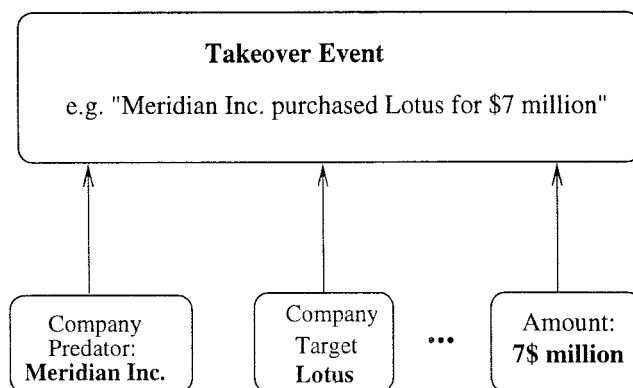 Takeover Event
e.g. "Meridian Inc. purchased Lotus for $7 million"
Company
Predator:
Meridian Inc.
Company
Target
Lotus
...
Amount:
7$ million